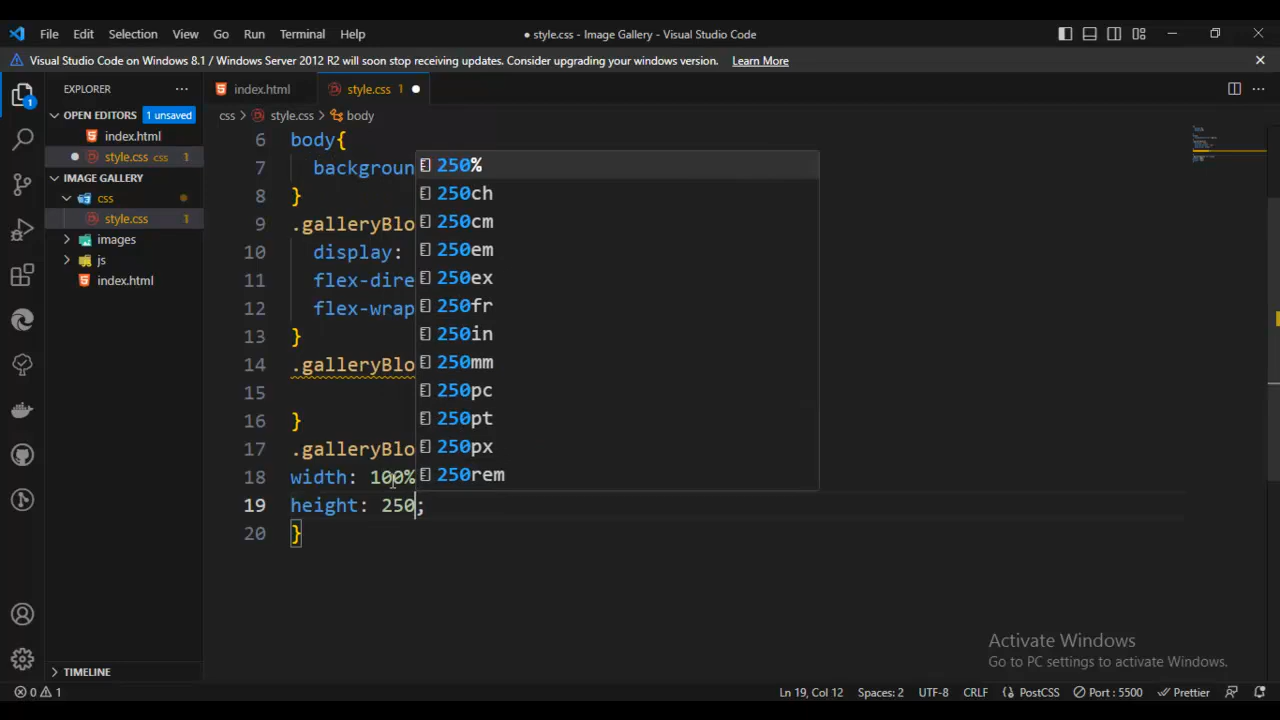 File Edit Selection View Go Run Terminal Help ● style.css - Image Gallery - Visual Studio Code
Visual Studio Code on Windows 8.1 / Windows Server 2012 R2 will soon stop receiving updates. Consider upgrading your windows version. Learn More
EXPLORER
index.html
style.css 1
OPEN EDITORS 1 unsaved
css > style.css > body
index.html
style.css css 1
IMAGE GALLERY
css
style.css 1
images
js
index.html
6 body{
7 backgroun
8 }
9 .galleryBlo
10 display:
11 flex-dire
12 flex-wrap
13 }
14 .galleryBlo
15
16 }
17 .galleryBlo
18 width: 100%
19 height: 250;
20 }
250%
250ch
250cm
250em
250ex
250fr
250in
250mm
250pc
250pt
250px
250rem
1
Activate Windows
Go to PC settings to activate Windows.
TIMELINE
0 1 Ln 19, Col 12 Spaces: 2 UTF-8 CRLF PostCSS Port : 5500 Prettier